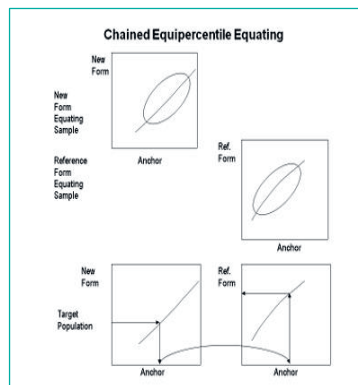 Chained Equipercentile Equating
New
Form
New
Form
Equating
Sample
Anchor
Reference
Form
Equating
Sample
Ref.
Form
Anchor
New
Form
Ref.
Form
Target
Population
Anchor
Anchor